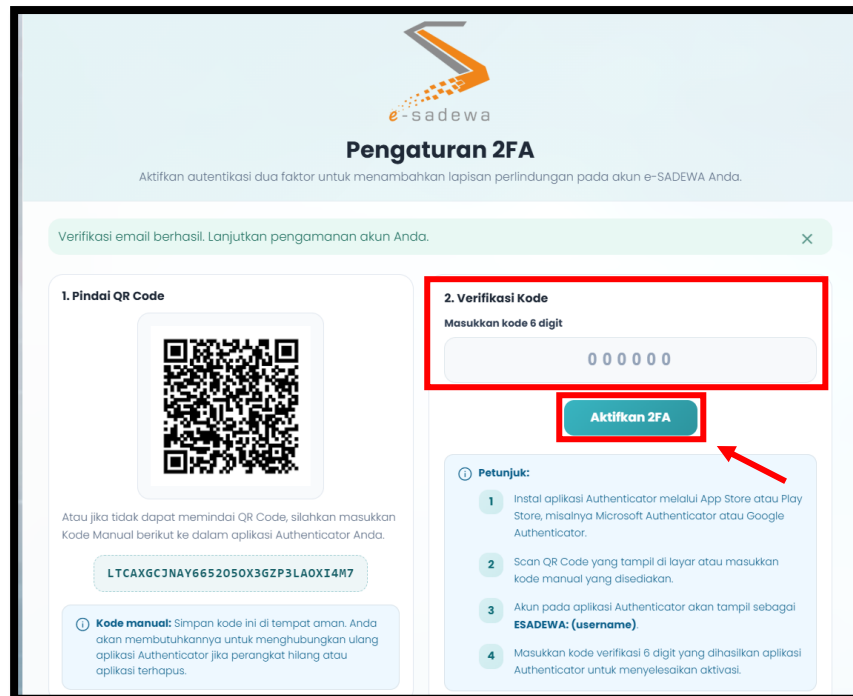 e-sadewa
Pengaturan 2FA
Aktifkan autentikasi dua faktor untuk menambahkan lapisan perlindungan pada akun e-SADEWA Anda.
Verifikasi email berhasil. Lanjutkan pengamanan akun Anda.
1. Pindai QR Code
Atau jika tidak dapat memindai QR Code, silahkan masukkan
Kode Manual berikut ke dalam aplikasi Authenticator Anda.
LTCAXGCJNAY6652O5OX3GZP3LAOXI4M7
Kode manual: Simpan kode ini di tempat aman. Anda
akan membutuhkannya untuk menghubungkan ulang
aplikasi Authenticator jika perangkat hilang atau
aplikasi terhapus.
2. Verifikasi Kode
Masukkan kode 6 digit
000000
Aktifkan 2FA
Petunjuk:
1 Instal aplikasi Authenticator melalui App Store atau Play
Store, misalnya Microsoft Authenticator atau Google
Authenticator.
2 Scan QR Code yang tampil di layar atau masukkan
kode manual yang disediakan.
3 Akun pada aplikasi Authenticator akan tampil sebagai
ESADEWA: (username).
4 Masukkan kode verifikasi 6 digit yang dihasilkan aplikasi
Authenticator untuk menyelesaikan aktivasi.